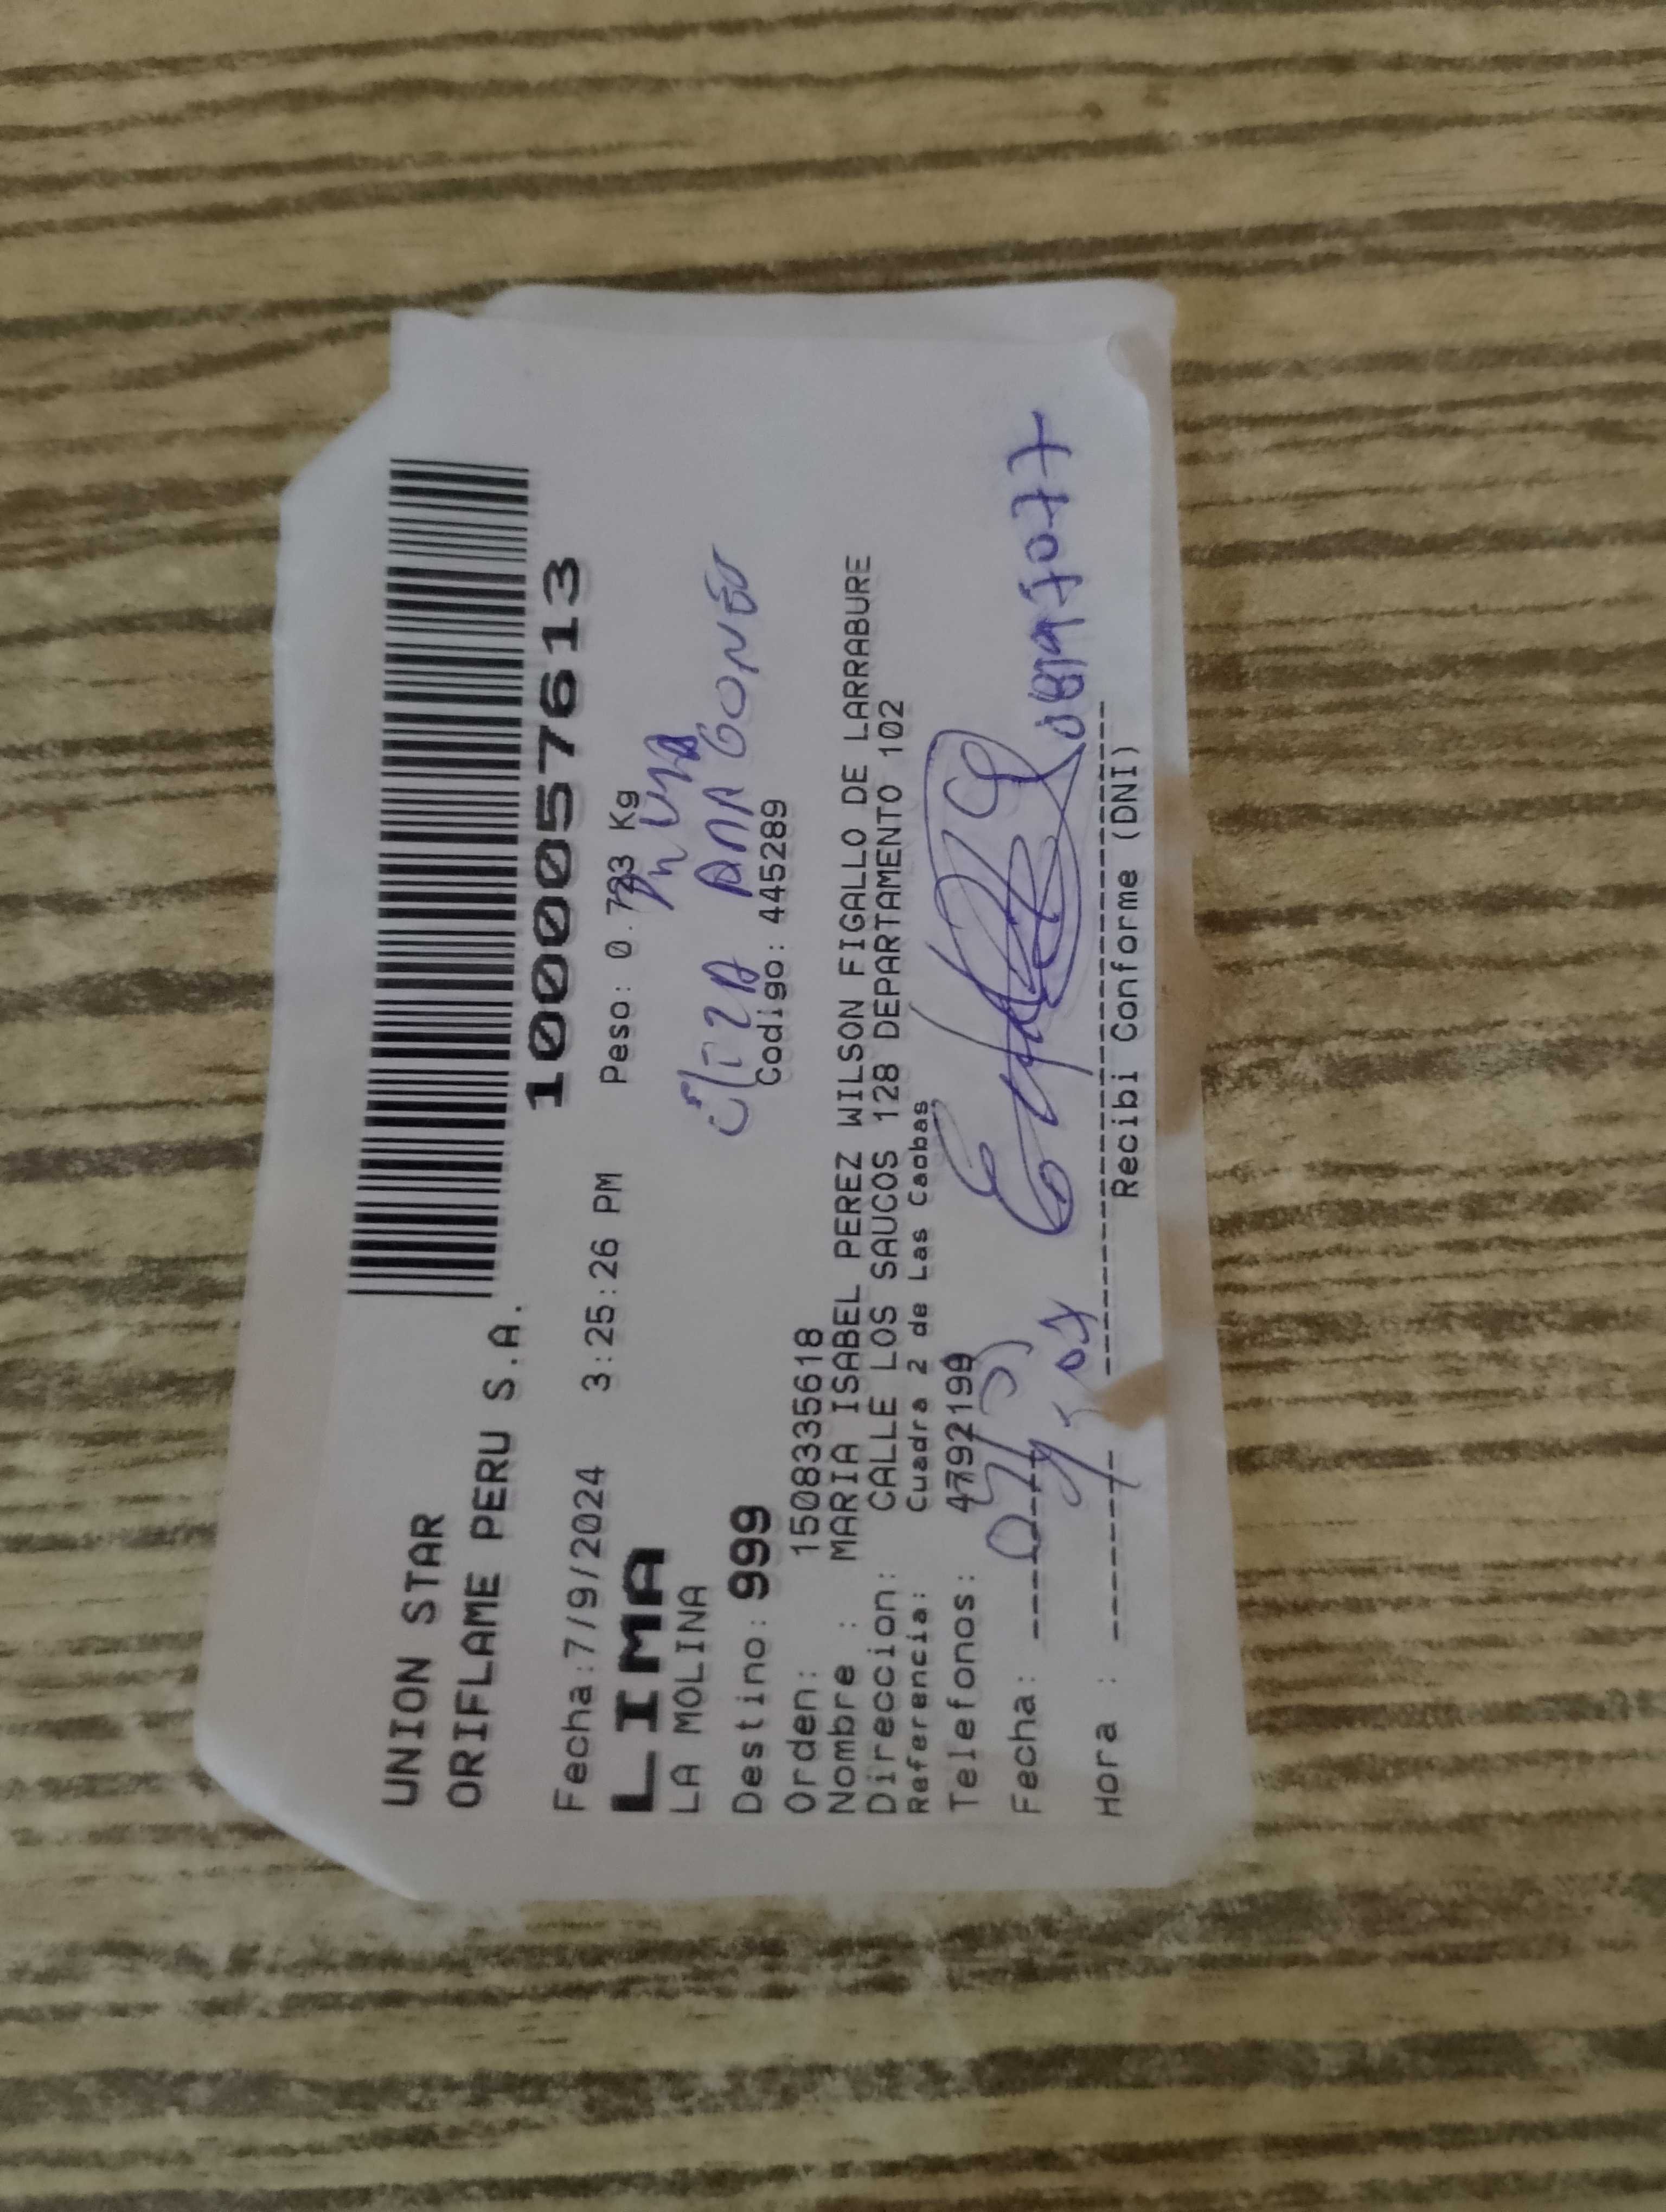 UNION STAR
ORIFLAME PERU S.A.
1000057613
Fecha:7/9/2024 3:25:26 PM Peso: 0.723 Kg
LIMA
LA MOLINA
Destino: 999 Codigo: 445289
Orden: 1508335618
Nombre : MARIA ISABEL PEREZ WILSON FIGALLO DE LARRABURE
Direccion: CALLE LOS SAUCOS 128 DEPARTAMENTO 102
Referencia: Cuadra 2 de Las Caobas
Telefonos: 4792199
Fecha:
Hora :
Recibi Conforme (DNI)